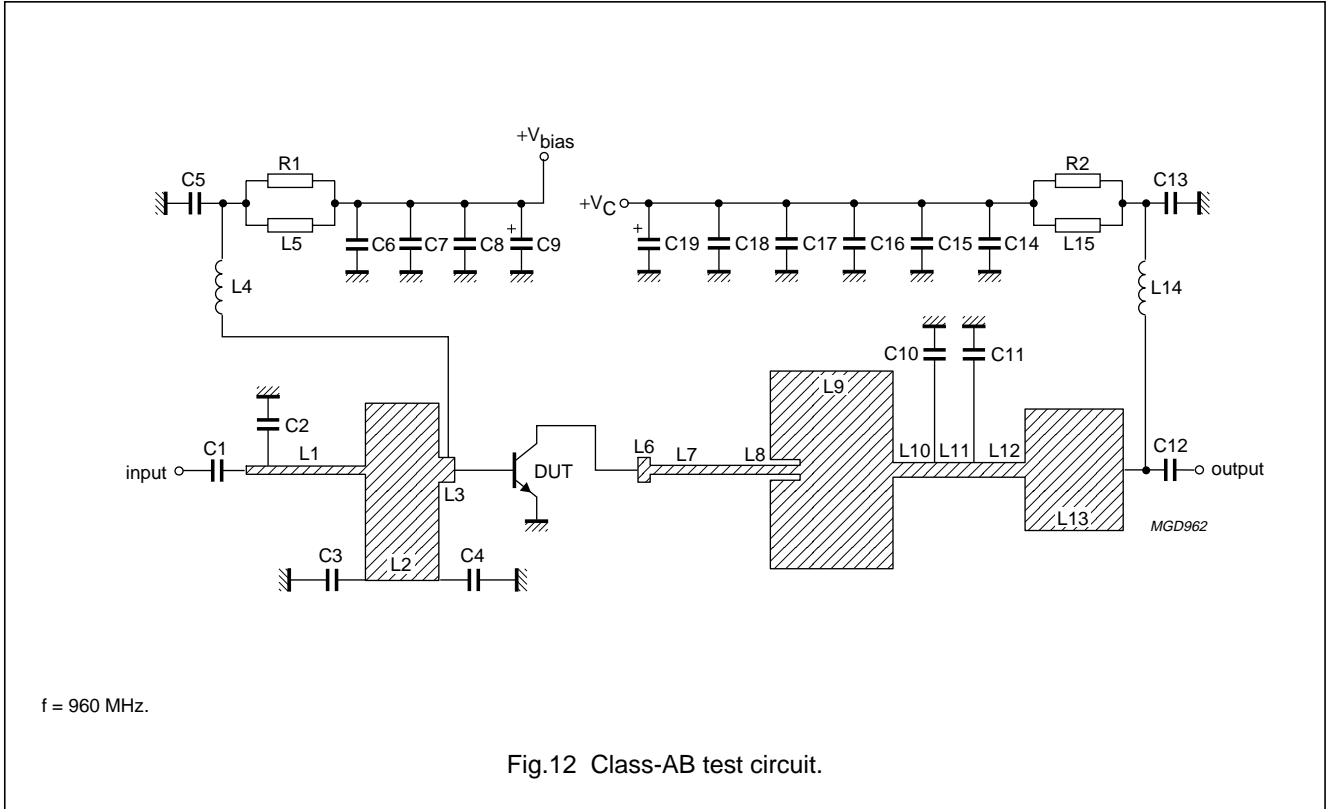 +Vbias
C5
R1
R2
C13
+VC
L5
C6
C7
C8
+
C9
+
C19
C18
C17
C16
C15
C14
L15
L4
L14
C10
C11
L9
C2
C1
L1
L6
L7
L8
L10
L11
L12
C12
input
DUT
output
L3
L13
MGD962
C3
L2
C4
f = 960 MHz.
Fig.12 Class-AB test circuit.